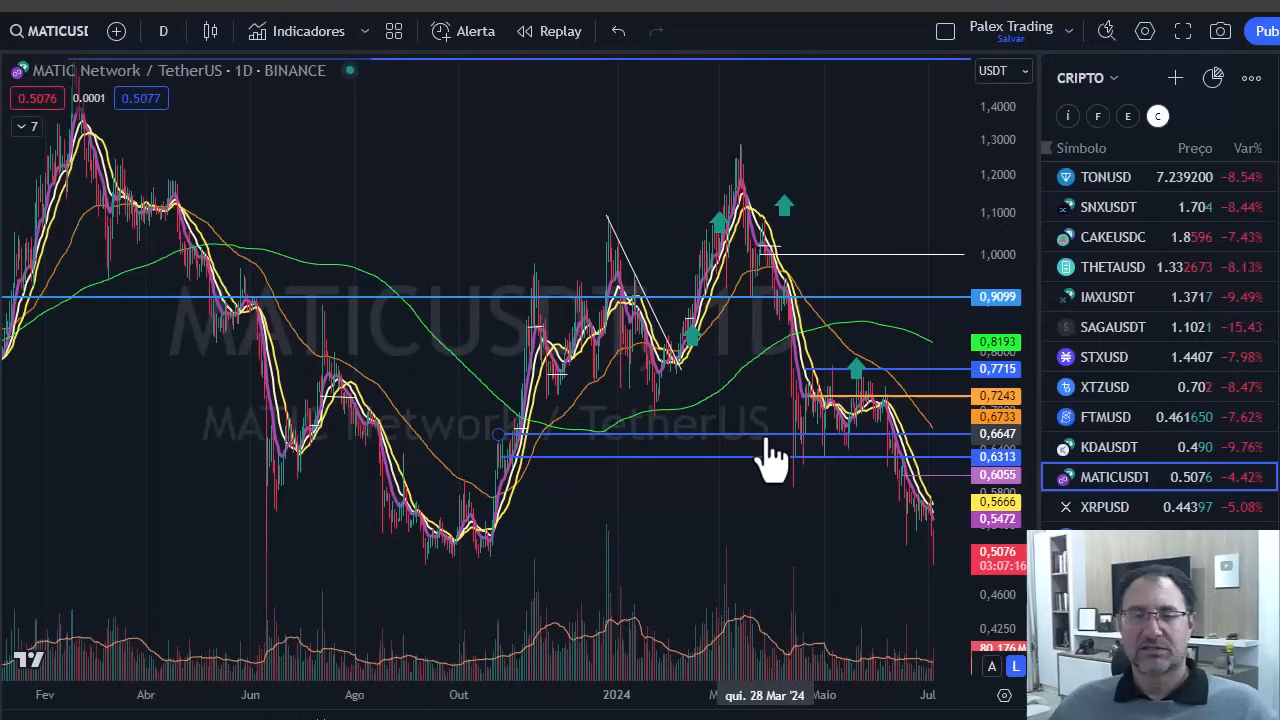 MATICUSI
D
Indicadores
Alerta
Replay
Palex Trading
Salvar
Pub
MATIC Network / TetherUS · 1D · BINANCE
USDT
CRIPTO
0.5076
0.0001
0.5077
7
i F E C
Símbolo Preço Var%
TONUSD 7.239200 −8.54%
SNXUSDT 1.704 −8.44%
CAKEUSDC 1.8596 −7.43%
THETAUSD 1.332673 −8.13%
IMXUSDT 1.3717 −9.49%
SAGAUSDT 1.1021 −15,43
STXUSD 1.4407 −7.98%
XTZUSD 0.702 −8.47%
FTMUSD 0.461650 −7.62%
KDAUSDT 0.490 −9.76%
MATICUSDT 0.5076 −4.42%
XRPUSD 0.44397 −5.08%
1,4000
1,3000
1,2000
1,1000
1,0000
0,9099
0,8193
0,8000
0,7715
0,7243
0,6733
0,6647
0,6313
0,6055
0,5800
0,5666
0,5472
0,5076
03:07:16
0,4600
0,4250
80,176M
MATICUSDT, 1D
MATIC Network / TetherUS
A L
Fev Abr Jun Ago Out 2024 qui. 28 Mar '24 Maio Jul